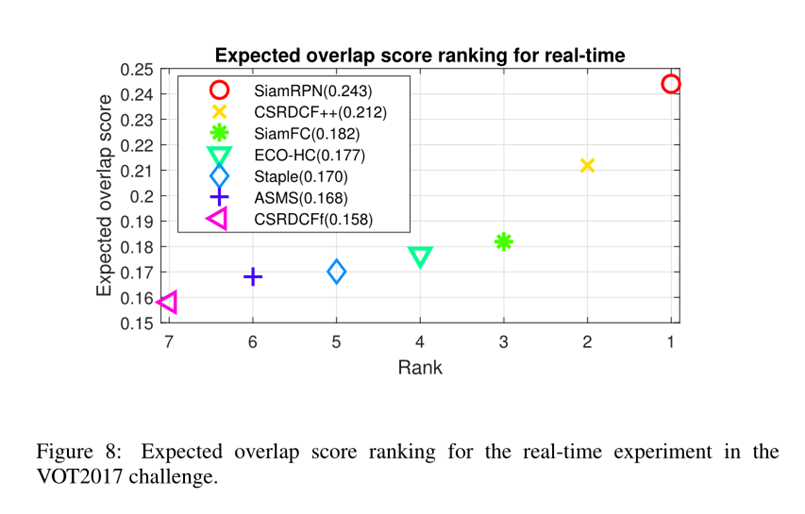 Expected overlap score ranking for real-time
Expected overlap score
0.25
0.24
0.23
0.22
0.21
0.2
0.19
0.18
0.17
0.16
0.15
SiamRPN(0.243)
CSRDCF++(0.212)
SiamFC(0.182)
ECO-HC(0.177)
Staple(0.170)
ASMS(0.168)
CSRDCFf(0.158)
7 6 5 4 3 2 1
Rank
Figure 8: Expected overlap score ranking for the real-time experiment in the
VOT2017 challenge.